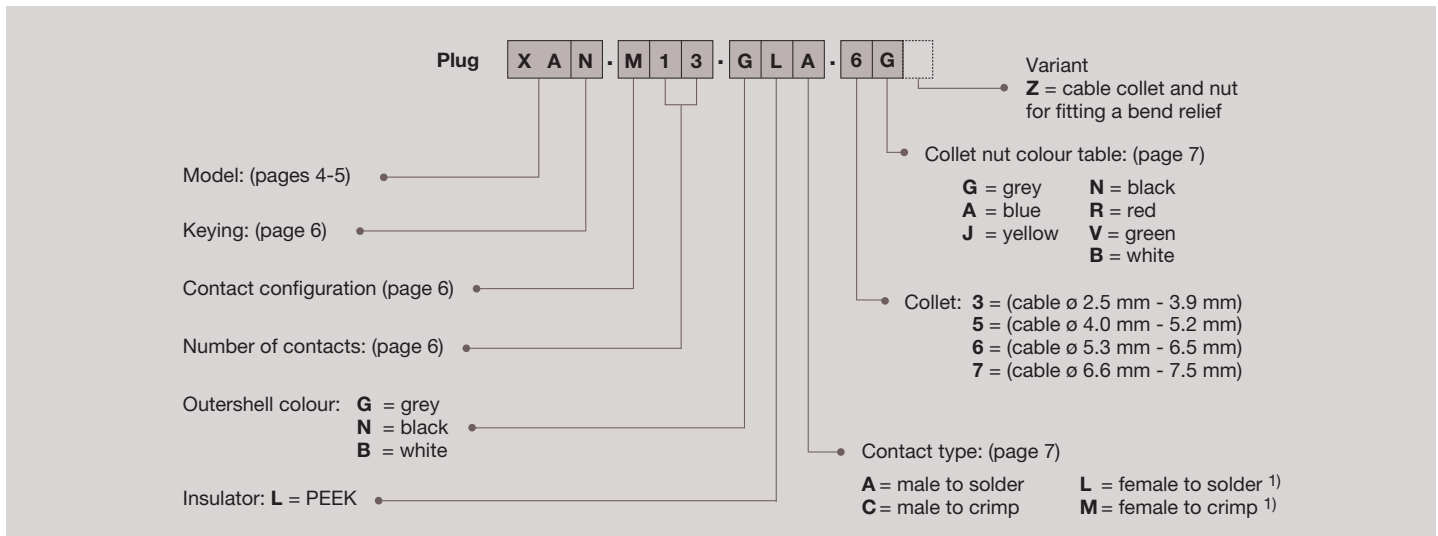 Plug X A N . M 1 3 . G L A . 6 G
Variant
Z = cable collet and nut
for fitting a bend relief
Collet nut colour table: (page 7)
G = grey N = black
A = blue R = red
J = yellow V = green
B = white
Model: (pages 4-5)
Keying: (page 6)
Contact configuration (page 6)
Collet: 3 = (cable ø 2.5 mm - 3.9 mm)
5 = (cable ø 4.0 mm - 5.2 mm)
6 = (cable ø 5.3 mm - 6.5 mm)
7 = (cable ø 6.6 mm - 7.5 mm)
Number of contacts: (page 6)
Outershell colour: G = grey
N = black
B = white
Contact type: (page 7)
A = male to solder L = female to solder 1)
C = male to crimp M = female to crimp 1)
Insulator: L = PEEK